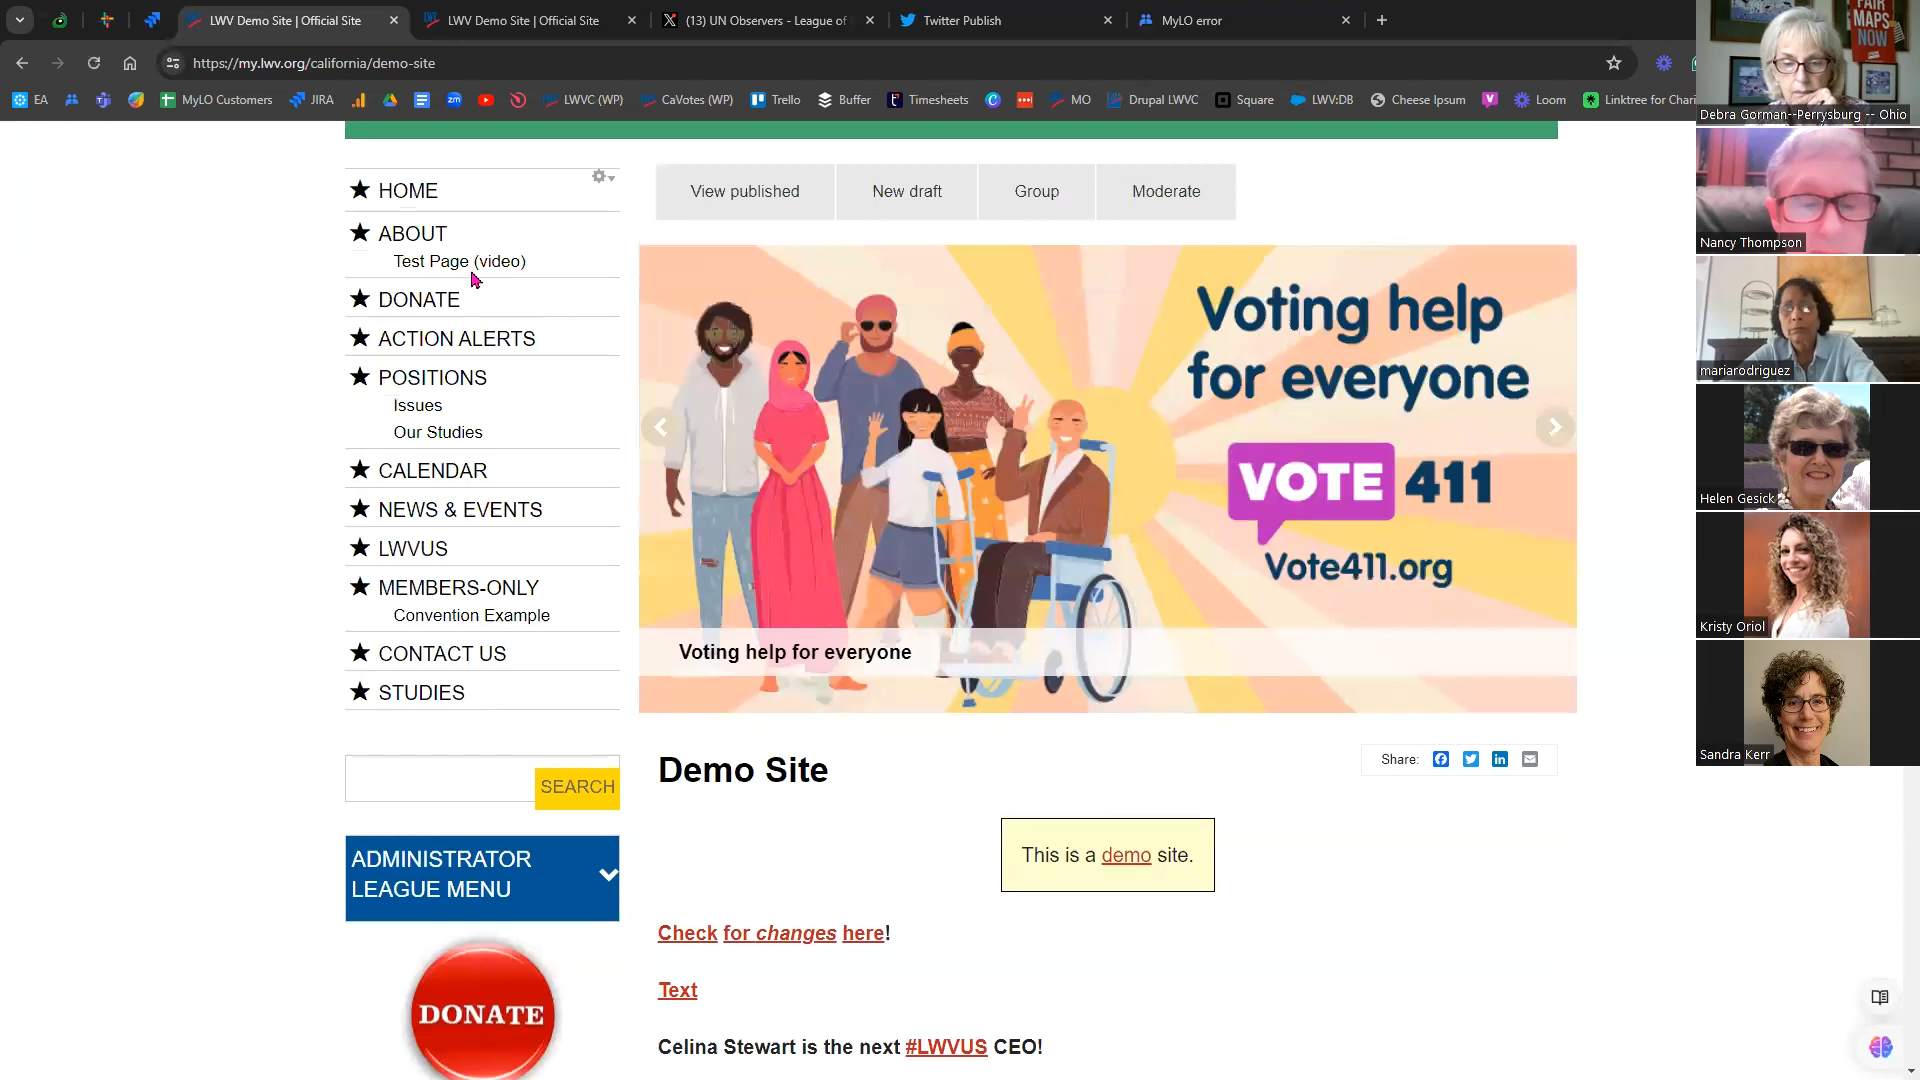 LWV Demo Site | Official Site
LWV Demo Site | Official Site
(13) UN Observers - League of
Twitter Publish
MyLO error
https://my.lwv.org/california/demo-site
EA
MyLO Customers
JIRA
LWVC (WP)
CaVotes (WP)
Trello
Buffer
Timesheets
MO
Drupal LWVC
Square
LWV:DB
Cheese Ipsum
Loom
Linktree for Chari
FAIR
MAPS
NOW
Debra Gorman--Perrysburg -- Ohio
Nancy Thompson
mariarodriguez
Helen Gesick
Kristy Oriol
Sandra Kerr
HOME
ABOUT
Test Page (video)
DONATE
ACTION ALERTS
POSITIONS
Issues
Our Studies
CALENDAR
NEWS & EVENTS
LWVUS
MEMBERS-ONLY
Convention Example
CONTACT US
STUDIES
SEARCH
ADMINISTRATOR
LEAGUE MENU
DONATE
View published
New draft
Group
Moderate
Voting help
for everyone
VOTE 411
Vote411.org
Voting help for everyone
Demo Site
Share:
This is a demo site.
Check for changes here!
Text
Celina Stewart is the next #LWVUS CEO!